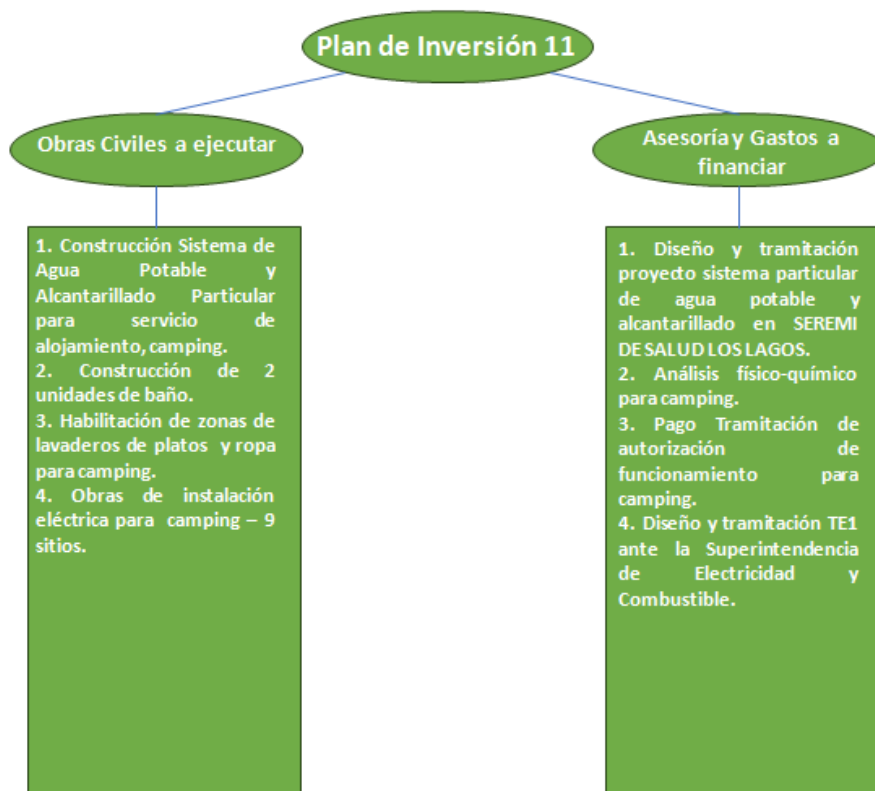 Plan de Inversión 11
Obras Civiles a ejecutar
1. Construcción Sistema de
Agua Potable y
Alcantarillado Particular
para servicio de
alojamiento, camping.
2. Construcción de 2
unidades de baño.
3. Habilitación de zonas de
lavaderos de platos y ropa
para camping.
4. Obras de instalación
eléctrica para camping – 9
sitios.
Asesoría y Gastos a
financiar
1. Diseño y tramitación
proyecto sistema particular
de agua potable y
alcantarillado en SEREMI
DE SALUD LOS LAGOS.
2. Análisis físico-químico
para camping.
3. Pago Tramitación de
autorización de
funcionamiento para
camping.
4. Diseño y tramitación TE1
ante la Superintendencia
de Electricidad y
Combustible.